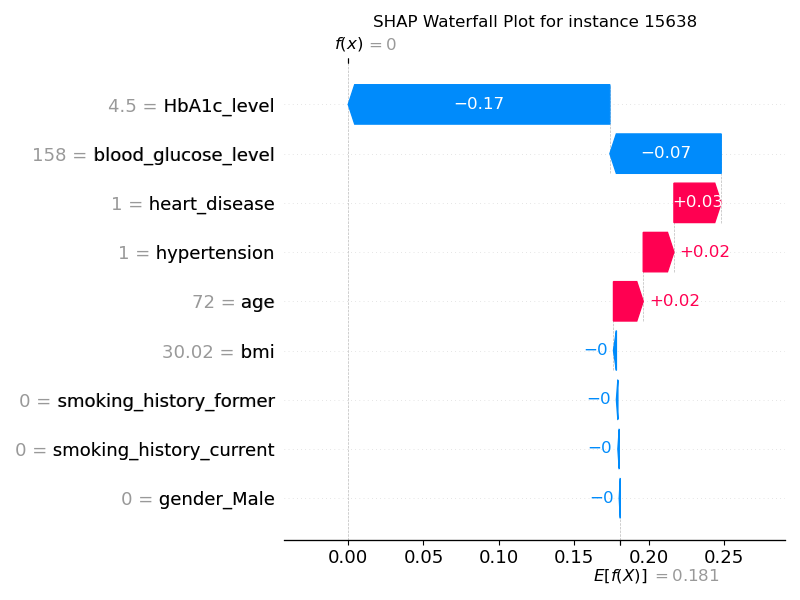 SHAP Waterfall Plot for instance 15638
f(x) = 0
4.5 = HbA1c_level
−0.17
158 = blood_glucose_level
−0.07
1 = heart_disease
+0.03
1 = hypertension
+0.02
72 = age
+0.02
30.02 = bmi
−0
0 = smoking_history_former
−0
0 = smoking_history_current
−0
0 = gender_Male
−0
0.00 0.05 0.10 0.15 0.20 0.25
E[f(X)] = 0.181